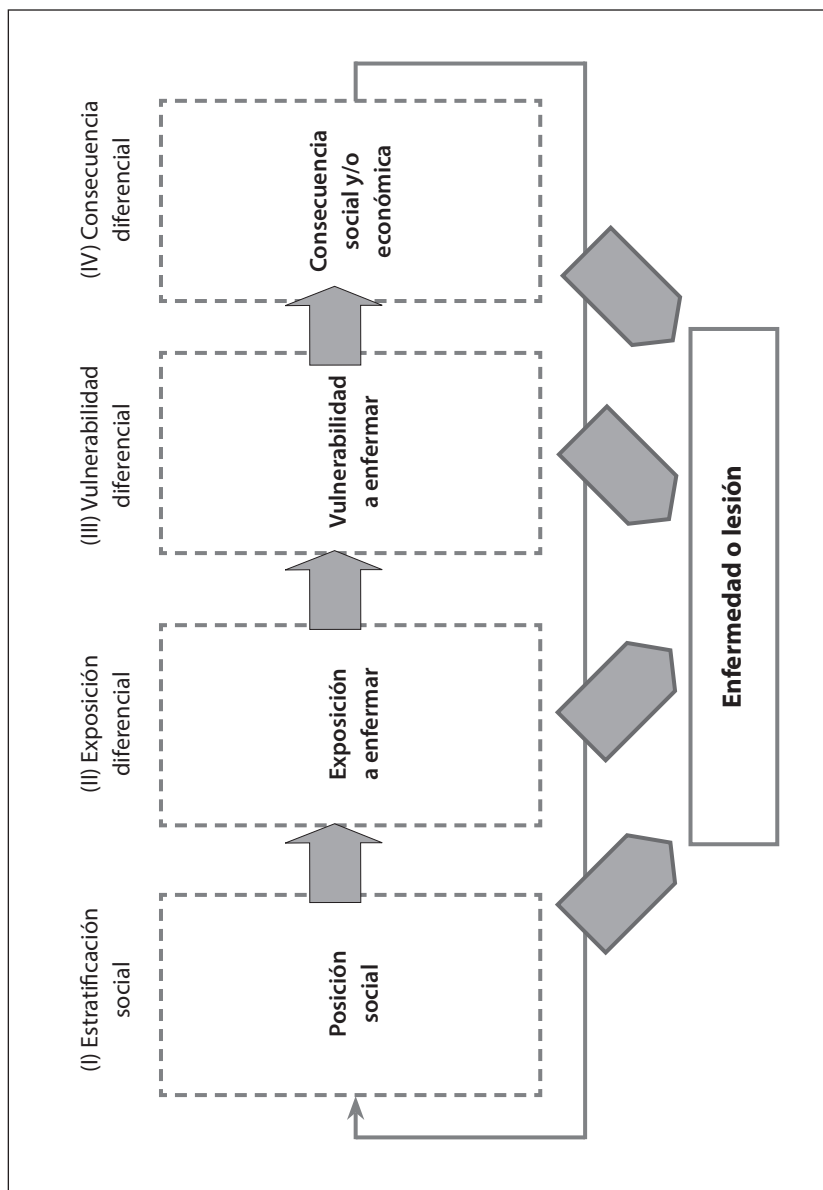 (I) Estratificación
social
(II) Exposición
diferencial
(III) Vulnerabilidad
diferencial
(IV) Consecuencia
diferencial
Posición
social
Exposición
a enfermar
Vulnerabilidad
a enfermar
Consecuencia
social y/o
económica
Enfermedad o lesión